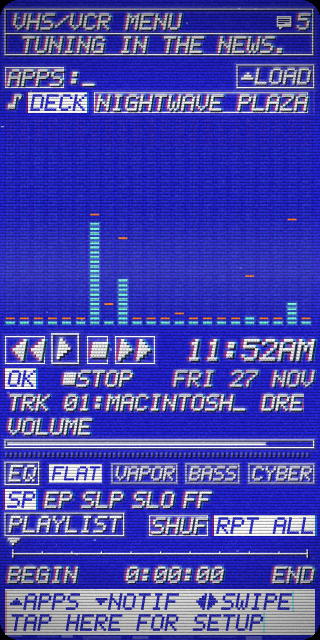 VHS/VCR MENU 5
TUNING IN THE NEWS.
APPS:_ LOAD
DECK NIGHTWAVE PLAZA
11:52AM
OK STOP FRI 27 NOV
TRK 01:MACINTOSH_ DRE
VOLUME
EQ FLAT VAPOR BASS CYBER
SP EP SLP SLO FF
PLAYLIST SHUF RPT ALL
BEGIN 0:00:00 END
APPS NOTIF SWIPE
TAP HERE FOR SETUP